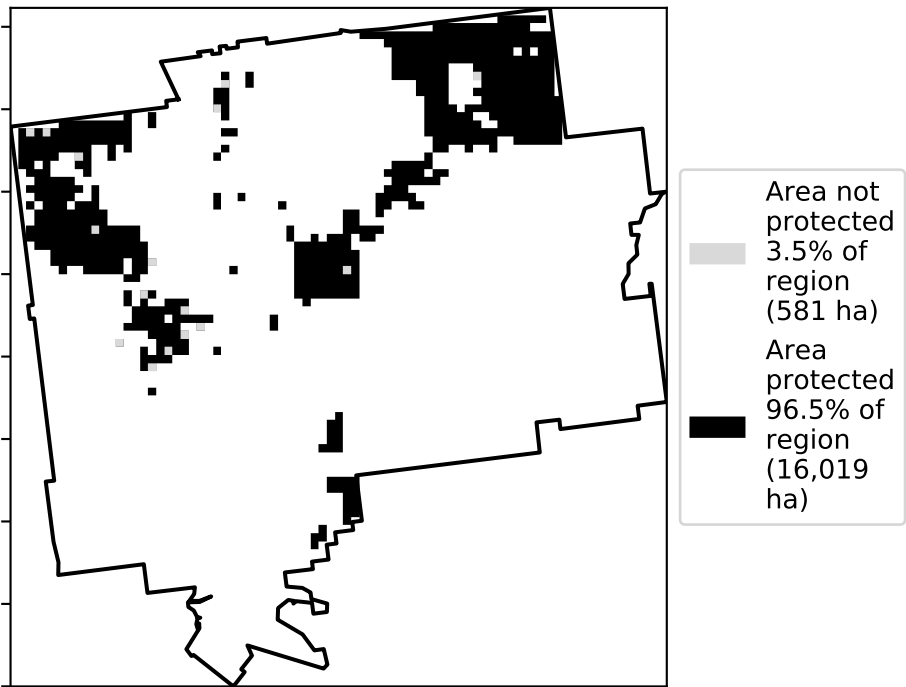 Area not
protected
3.5% of
region
(581 ha)
Area
protected
96.5% of
region
(16,019
ha)